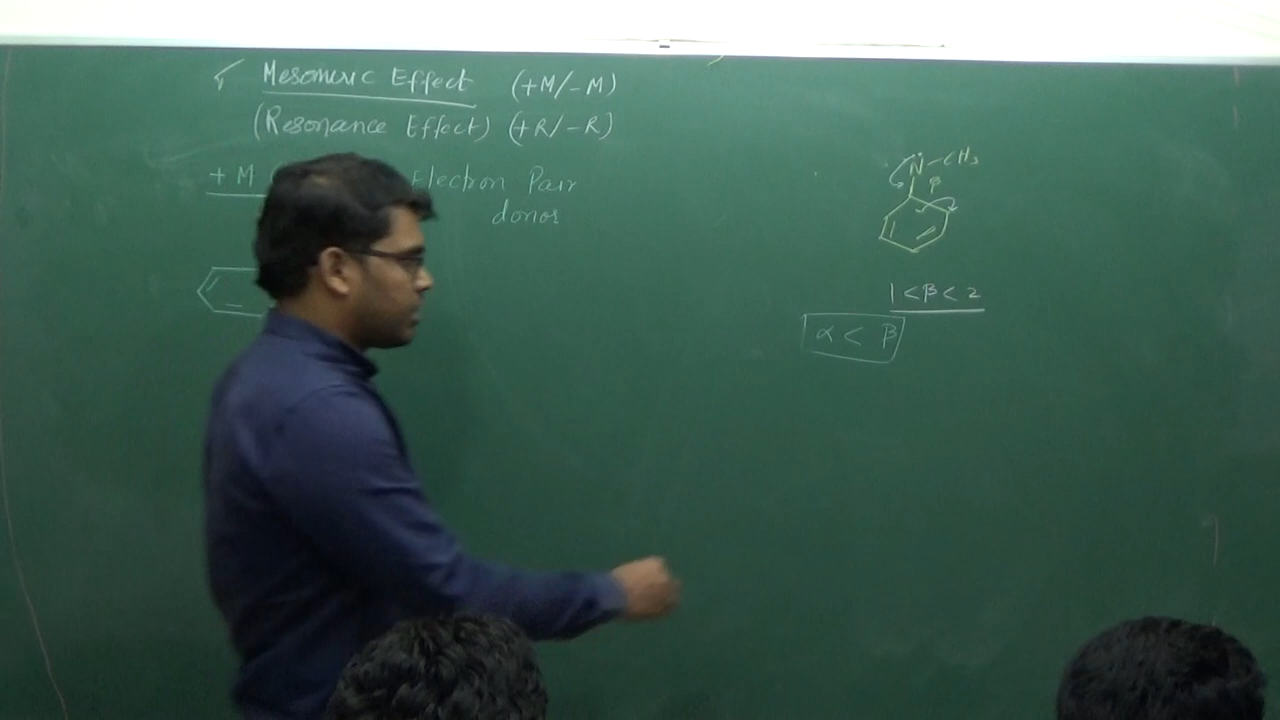 Mesomeric Effect (+M/-M)
(Resonance Effect) (+R/-R)
+M
Electron Pair
donor
N-CH3
β
1 < β < 2
α < β